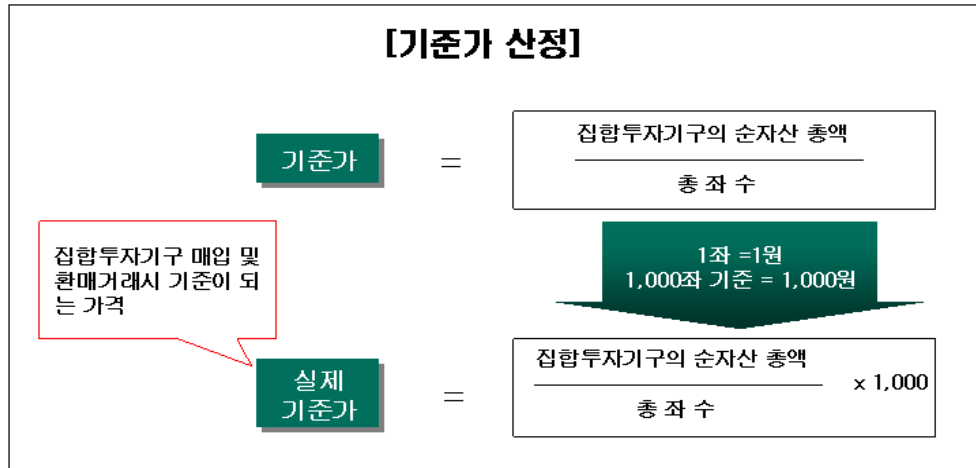 [기준가 산정]
기준가
=
집합투자기구의 순자산 총액
총 좌 수
집합투자기구 매입 및
환매거래시 기준이 되
는 가격
1좌 =1원
1,000좌 기준 = 1,000원
실제
기준가
=
집합투자기구의 순자산 총액
총 좌 수
x 1,000